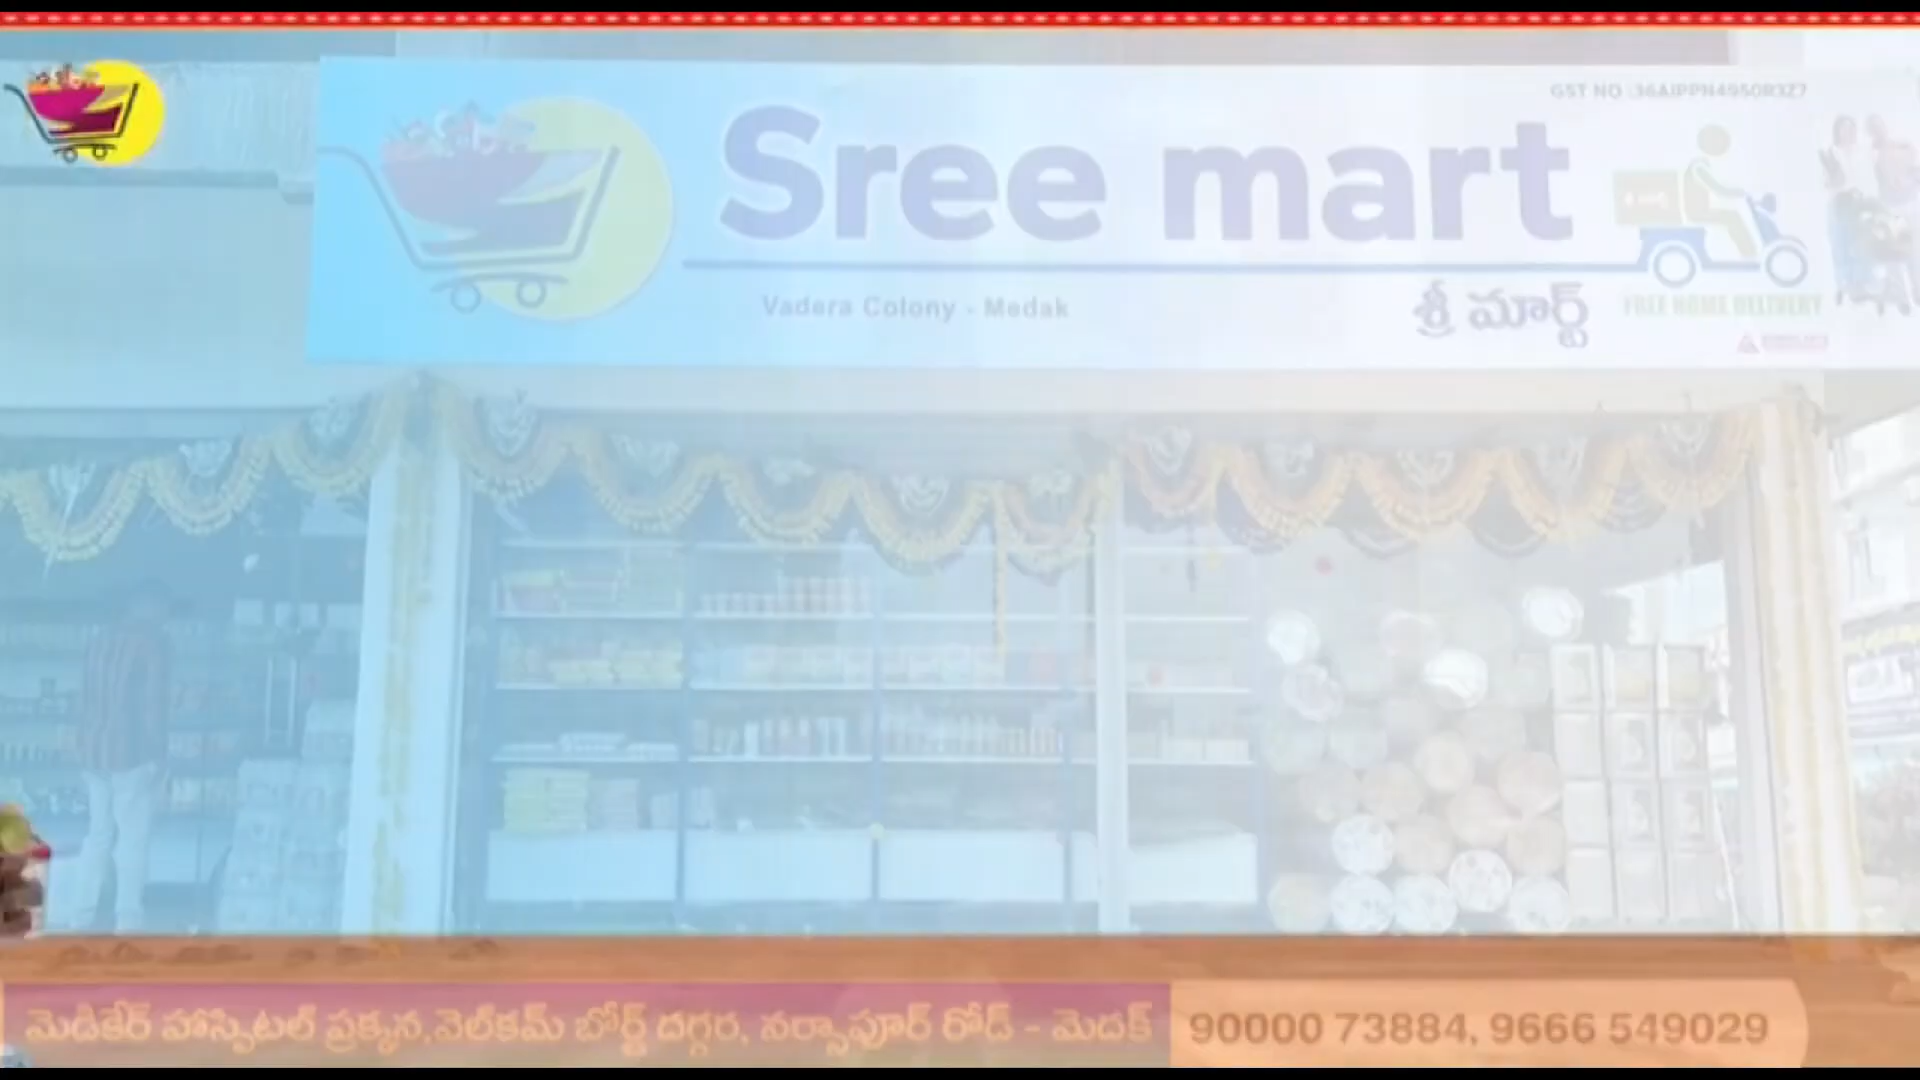 GST NO :36AIPPN4950R3Z7
Sree mart
Vadera Colony - Medak
శ్రీ మార్ట్
FREE HOME DELIVERY
మెడికేర్ హాస్పిటల్ ప్రక్కన,వెల్‌కమ్ బోర్డ్ దగ్గర, నర్సాపూర్ రోడ్ - మెదక్
90000 73884, 9666 549029